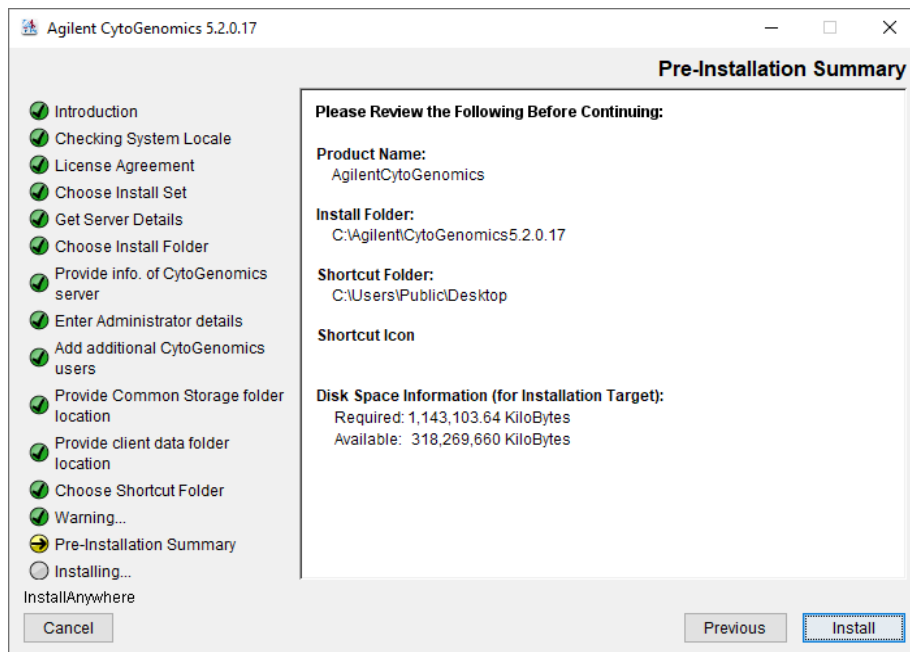 Agilent CytoGenomics 5.2.0.17
Pre-Installation Summary
Introduction
Checking System Locale
License Agreement
Choose Install Set
Get Server Details
Choose Install Folder
Provide info. of CytoGenomics
server
Enter Administrator details
Add additional CytoGenomics
users
Provide Common Storage folder
location
Provide client data folder
location
Choose Shortcut Folder
Warning...
Pre-Installation Summary
Installing...
Please Review the Following Before Continuing:
Product Name:
AgilentCytoGenomics
Install Folder:
C:\Agilent\CytoGenomics5.2.0.17
Shortcut Folder:
C:\Users\Public\Desktop
Shortcut Icon
Disk Space Information (for Installation Target):
Required: 1,143,103.64 KiloBytes
Available: 318,269,660 KiloBytes
InstallAnywhere
Cancel
Previous
Install